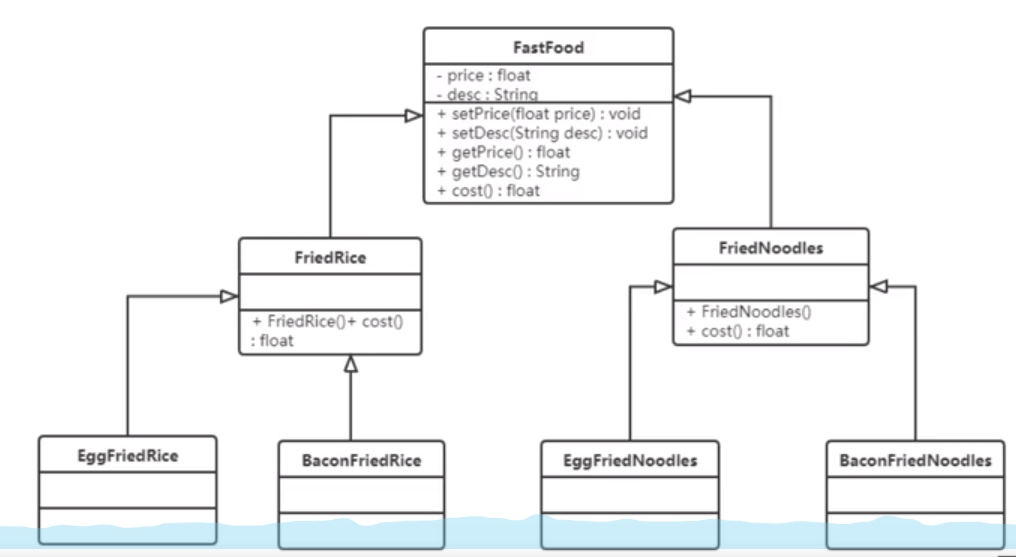 FastFood
- price : float
- desc : String
+ setPrice(float price) : void
+ setDesc(String desc) : void
+ getPrice() : float
+ getDesc() : String
+ cost() : float
FriedRice
+ FriedRice()+ cost()
: float
FriedNoodles
+ FriedNoodles()
+ cost() : float
EggFriedRice
BaconFriedRice
EggFriedNoodles
BaconFriedNoodles